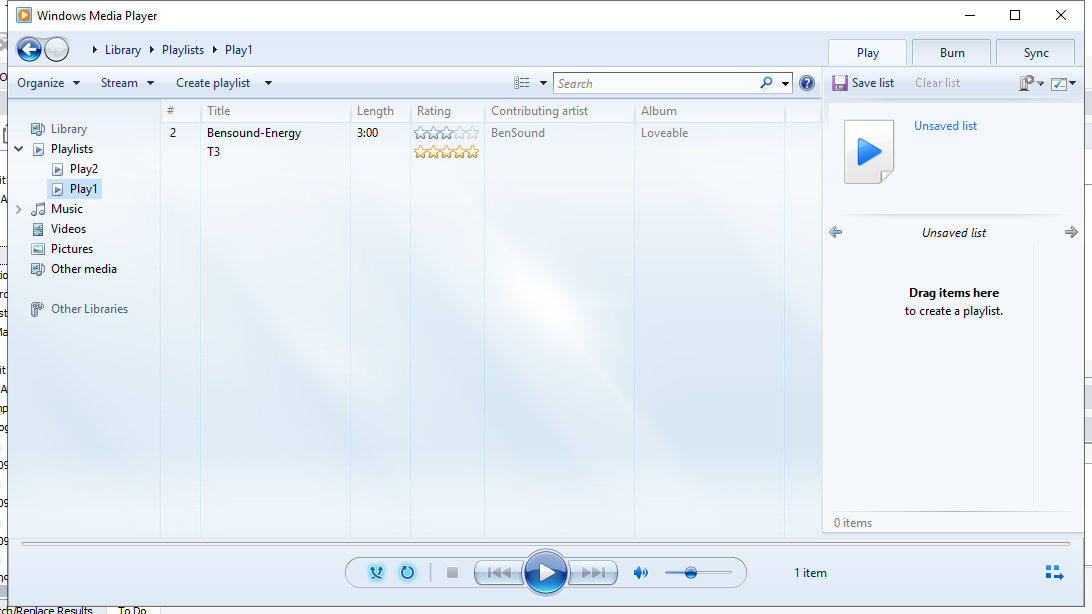 Windows Media Player
Library Playlists Play1
Play Burn Sync
Organize Stream Create playlist Search Save list Clear list
# Title Length Rating Contributing artist Album
2 Bensound-Energy 3:00 BenSound Loveable
T3
Library
Playlists
Play2
Play1
Music
Videos
Pictures
Other media
Other Libraries
Unsaved list
Unsaved list
Drag items here
to create a playlist.
0 items
1 item
ch/Replace Results To Do